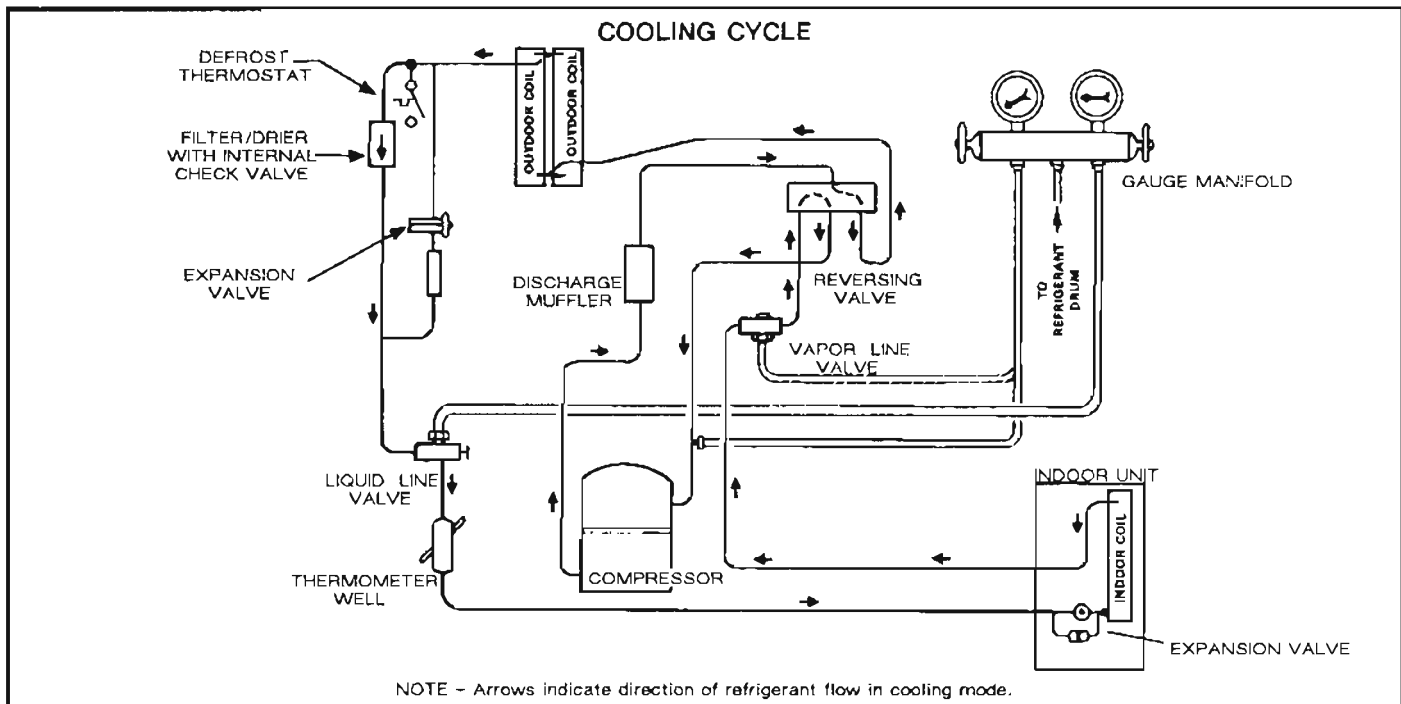 COOLING CYCLE
DEFROST
THERMOSTAT
OUTDOOR COIL
OUTDOOR COIL
FILTER/DRIER
WITH INTERNAL
CHECK VALVE
GAUGE MANIFOLD
EXPANSION
VALVE
DISCHARGE
MUFFLER
REVERSING
VALVE
TO
REFRIGERANT
DRUM
VAPOR LINE
VALVE
LIQUID LINE
VALVE
INDOOR UNIT
INDOOR COIL
THERMOMETER
WELL
COMPRESSOR
EXPANSION VALVE
NOTE - Arrows indicate direction of refrigerant flow in cooling mode.